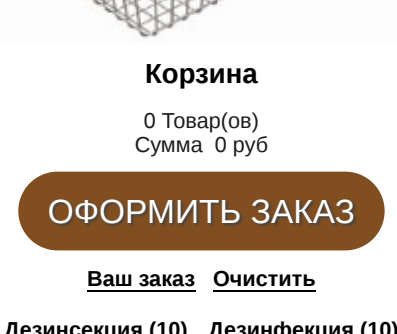 Корзина
0 Товар(ов)
Сумма 0 руб
ОФОРМИТЬ ЗАКАЗ
Ваш заказ Очистить
Дезинсекция (10) Дезинфекция (10)